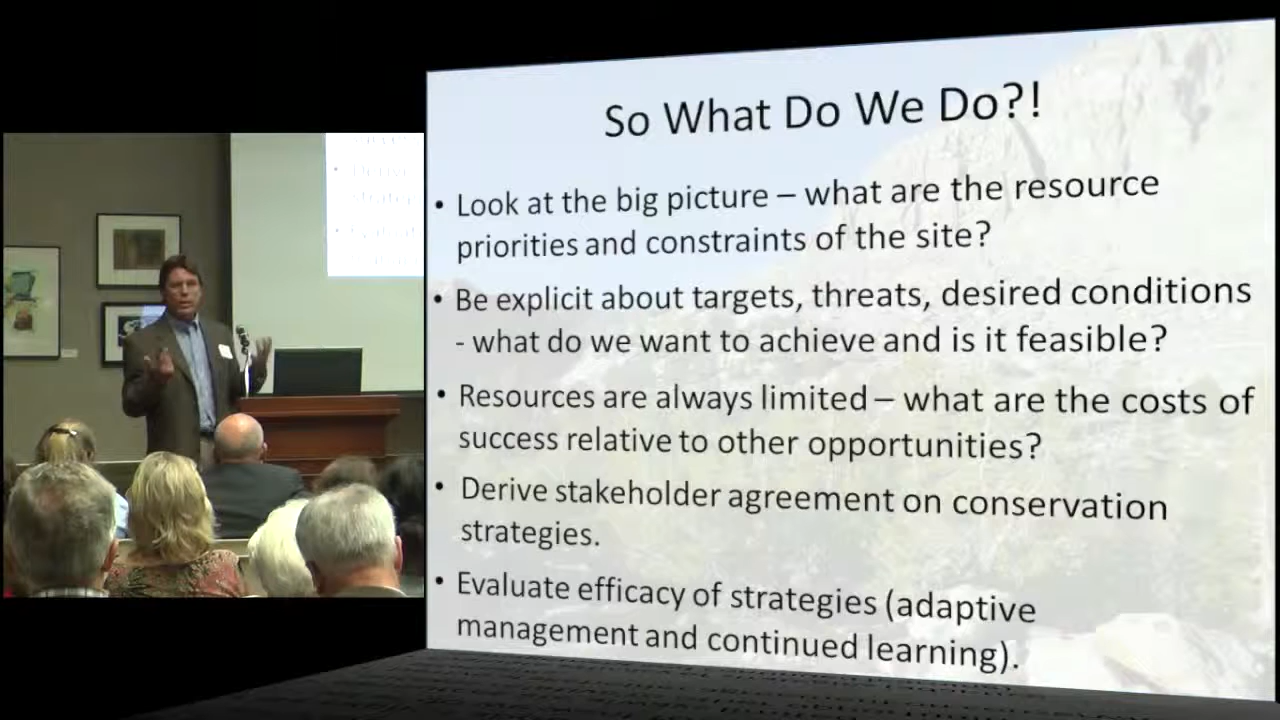 So What Do We Do?!
• Look at the big picture – what are the resource
priorities and constraints of the site?
• Be explicit about targets, threats, desired conditions
- what do we want to achieve and is it feasible?
• Resources are always limited – what are the costs of
success relative to other opportunities?
• Derive stakeholder agreement on conservation
strategies.
• Evaluate efficacy of strategies (adaptive
management and continued learning).